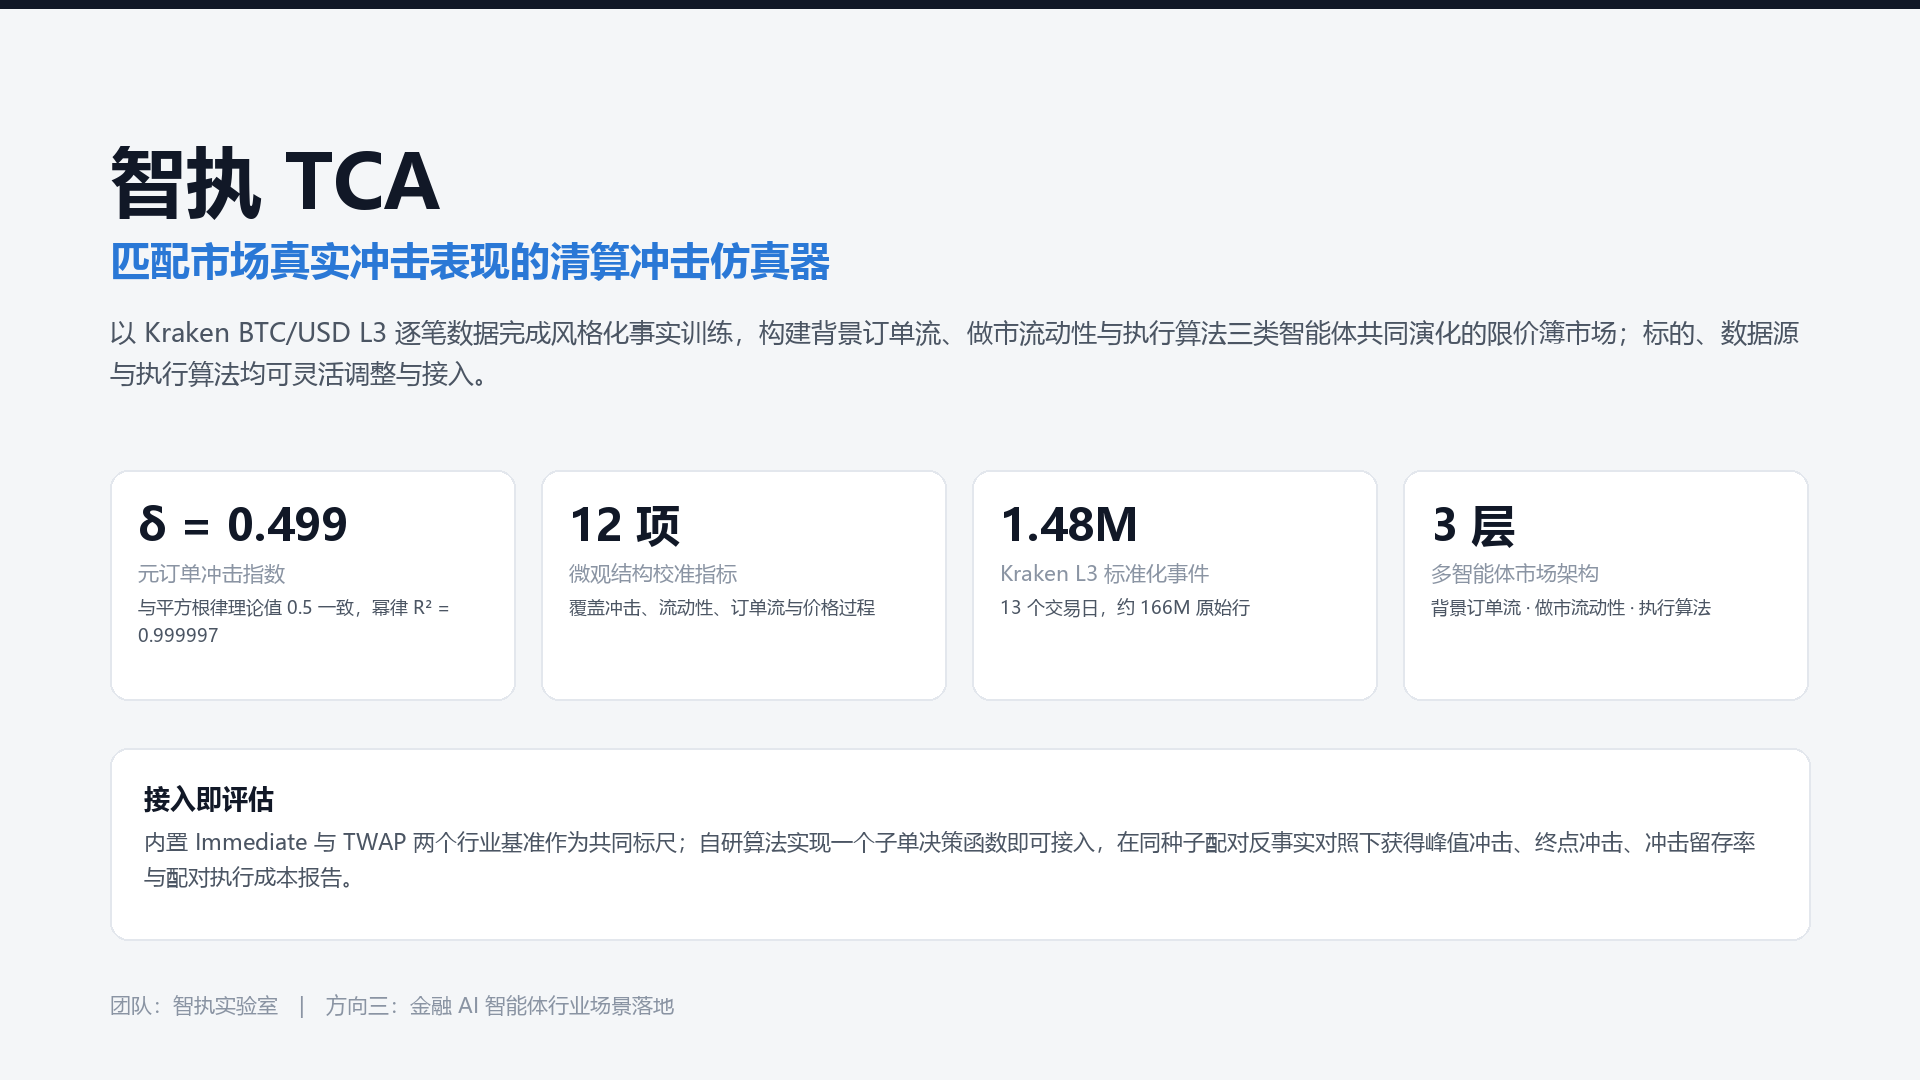 智执 TCA
匹配市场真实冲击表现的清算冲击仿真器
以 Kraken BTC/USD L3 逐笔数据完成风格化事实训练，构建背景订单流、做市流动性与执行算法三类智能体共同演化的限价簿市场；标的、数据源
与执行算法均可灵活调整与接入。
δ = 0.499
元订单冲击指数
与平方根律理论值 0.5 一致，幂律 R² =
0.999997
12 项
微观结构校准指标
覆盖冲击、流动性、订单流与价格过程
1.48M
Kraken L3 标准化事件
13 个交易日，约 166M 原始行
3 层
多智能体市场架构
背景订单流 · 做市流动性 · 执行算法
接入即评估
内置 Immediate 与 TWAP 两个行业基准作为共同标尺；自研算法实现一个子单决策函数即可接入，在同种子配对反事实对照下获得峰值冲击、终点冲击、冲击留存率
与配对执行成本报告。
团队：智执实验室 | 方向三：金融 AI 智能体行业场景落地